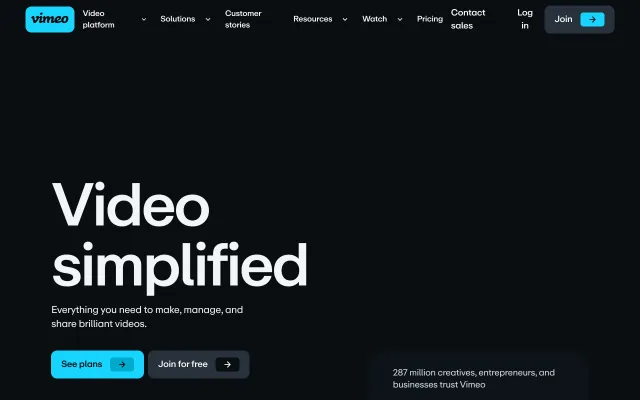 vimeo
Video
platform
Solutions
Customer
stories
Resources
Watch
Pricing
Contact
sales
Log
in
Join
Video
simplified
Everything you need to make, manage, and
share brilliant videos.
See plans
Join for free
287 million creatives, entrepreneurs, and
businesses trust Vimeo